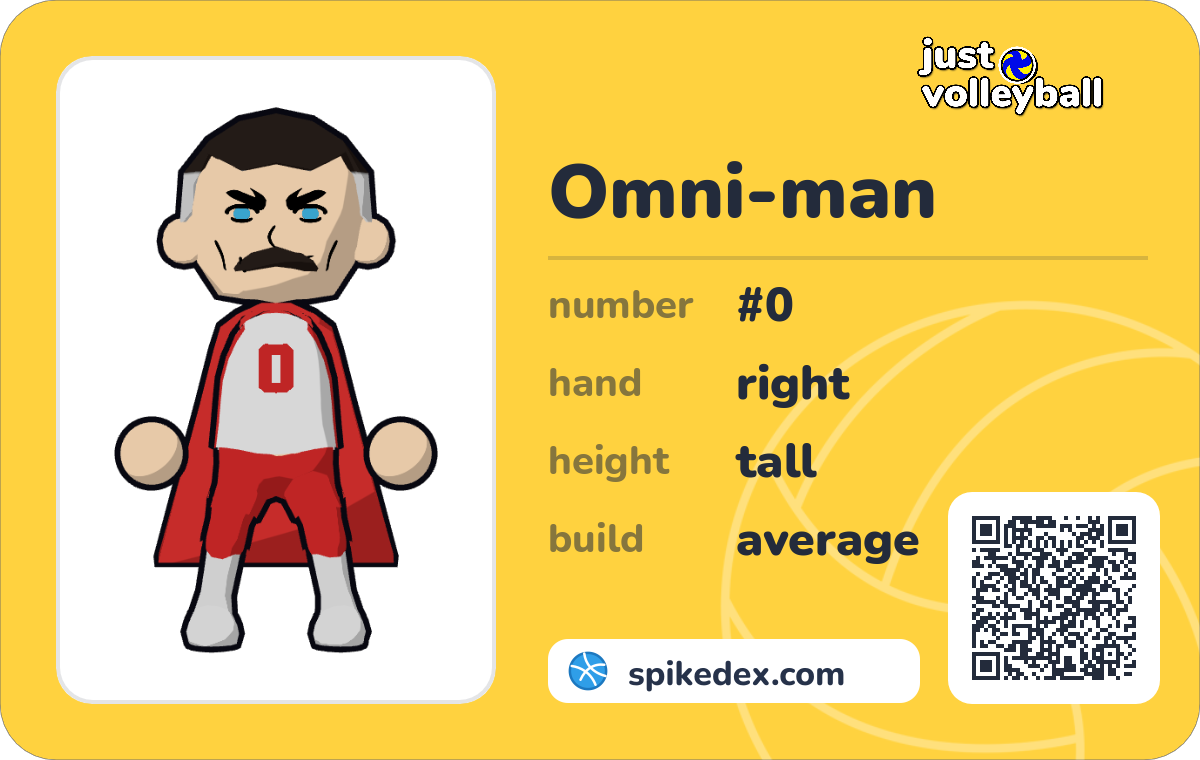 just
volleyball
Omni-man
number #0
hand right
height tall
build average
0
spikedex.com